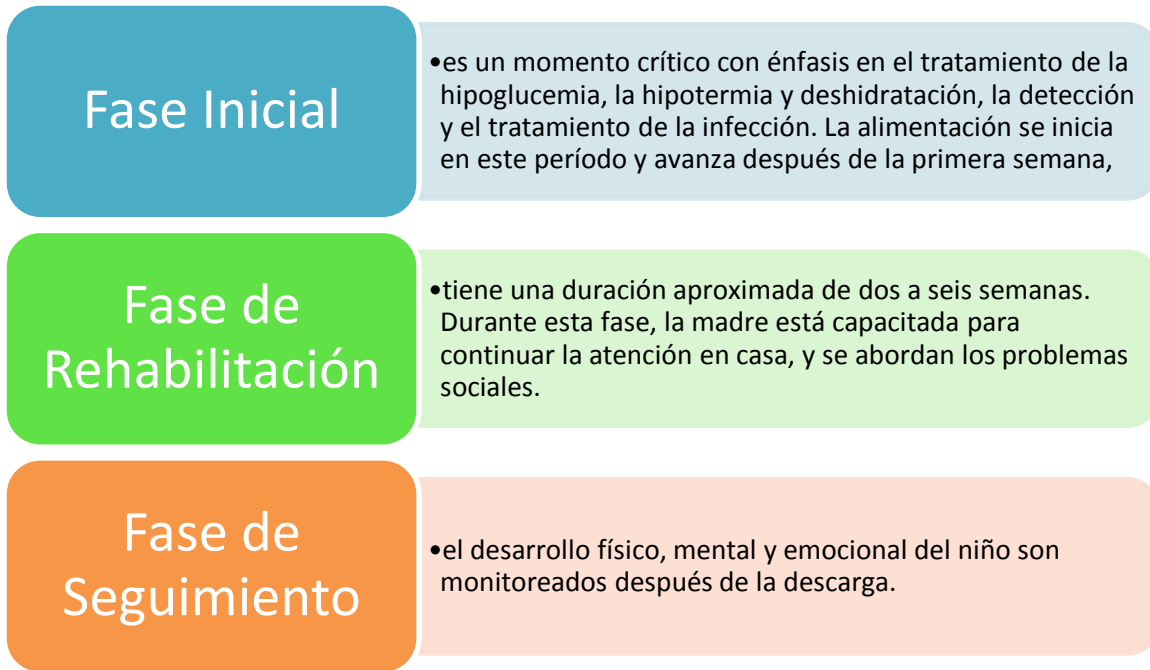 Fase Inicial
•es un momento crítico con énfasis en el tratamiento de la
hipoglucemia, la hipotermia y deshidratación, la detección
y el tratamiento de la infección. La alimentación se inicia
en este período y avanza después de la primera semana,
Fase de
Rehabilitación
•tiene una duración aproximada de dos a seis semanas.
Durante esta fase, la madre está capacitada para
continuar la atención en casa, y se abordan los problemas
sociales.
Fase de
Seguimiento
•el desarrollo físico, mental y emocional del niño son
monitoreados después de la descarga.